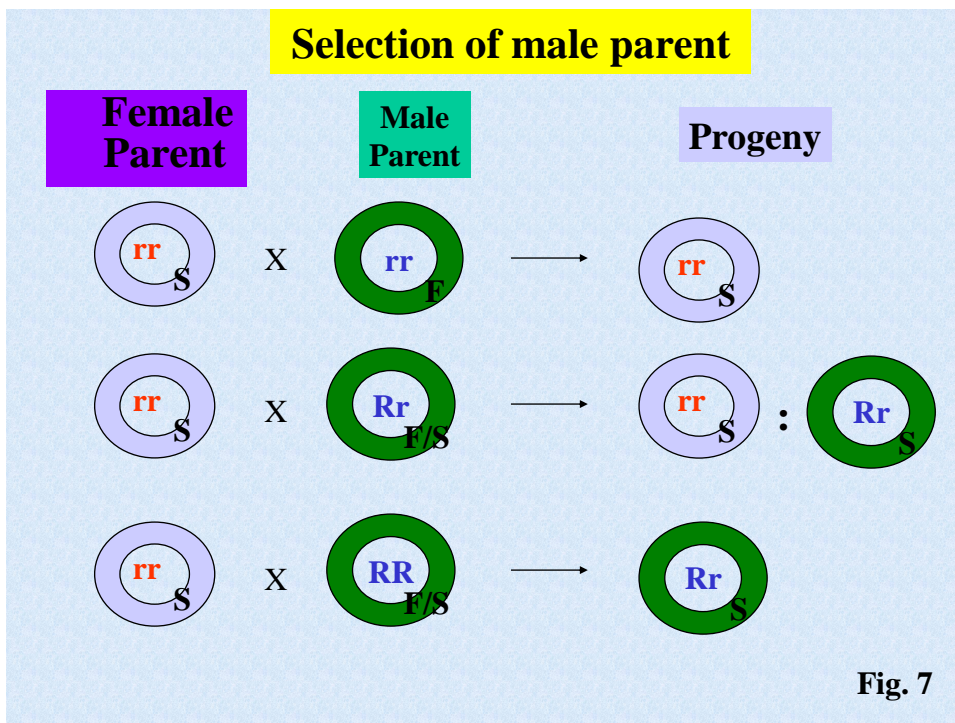 Selection of male parent
Female
Parent
Male
Parent
Progeny
rr
S
X
rr
F
rr
S
rr
S
X
Rr
F/S
rr
S
:
Rr
S
rr
S
X
RR
F/S
Rr
S
Fig. 7